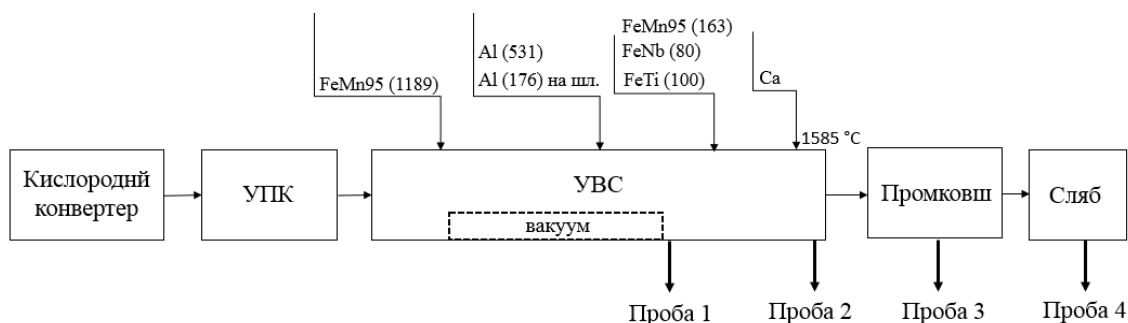 FeMn95 (1189)
Al (531)
Al (176) на шл.
FeMn95 (163)
FeNb (80)
FeTi (100)
Ca
1585 °C
Кислороднй
конвертер
УПК
УВС
вакуум
Промковш
Сляб
Проба 1
Проба 2
Проба 3
Проба 4